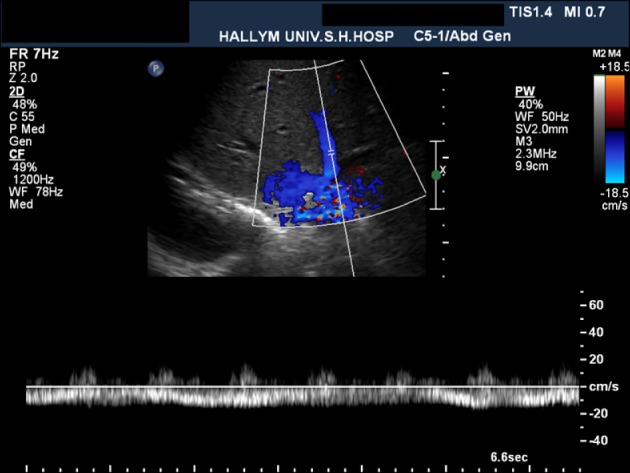 TIS1.4 MI 0.7
HALLYM UNIV.S.H.HOSP C5-1/Abd Gen
FR 7Hz
RP
Z 2.0
2D
48%
C 55
P Med
Gen
CF
49%
1200Hz
WF 78Hz
Med
P
X
PW
40%
WF 50Hz
SV2.0mm
M3
2.3MHz
9.9cm
M2 M4
+18.5
-18.5
cm/s
60
40
20
cm/s
-20
-40
6.6sec